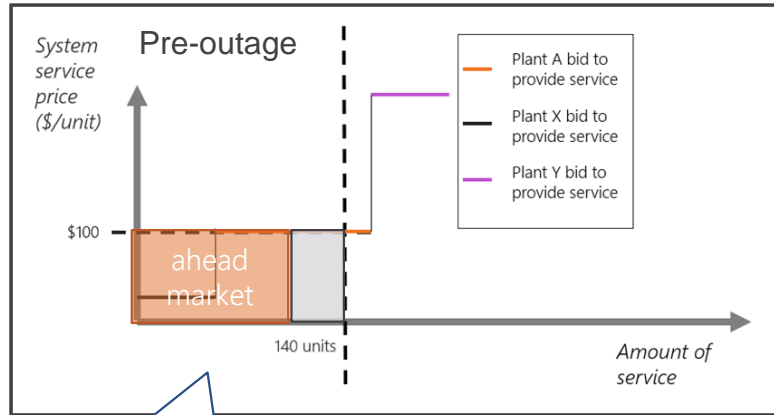 Pre-outage
System
service
price
($/unit)
Plant A bid to
provide service
Plant X bid to
provide service
Plant Y bid to
provide service
$100
ahead
market
140 units
Amount of
service